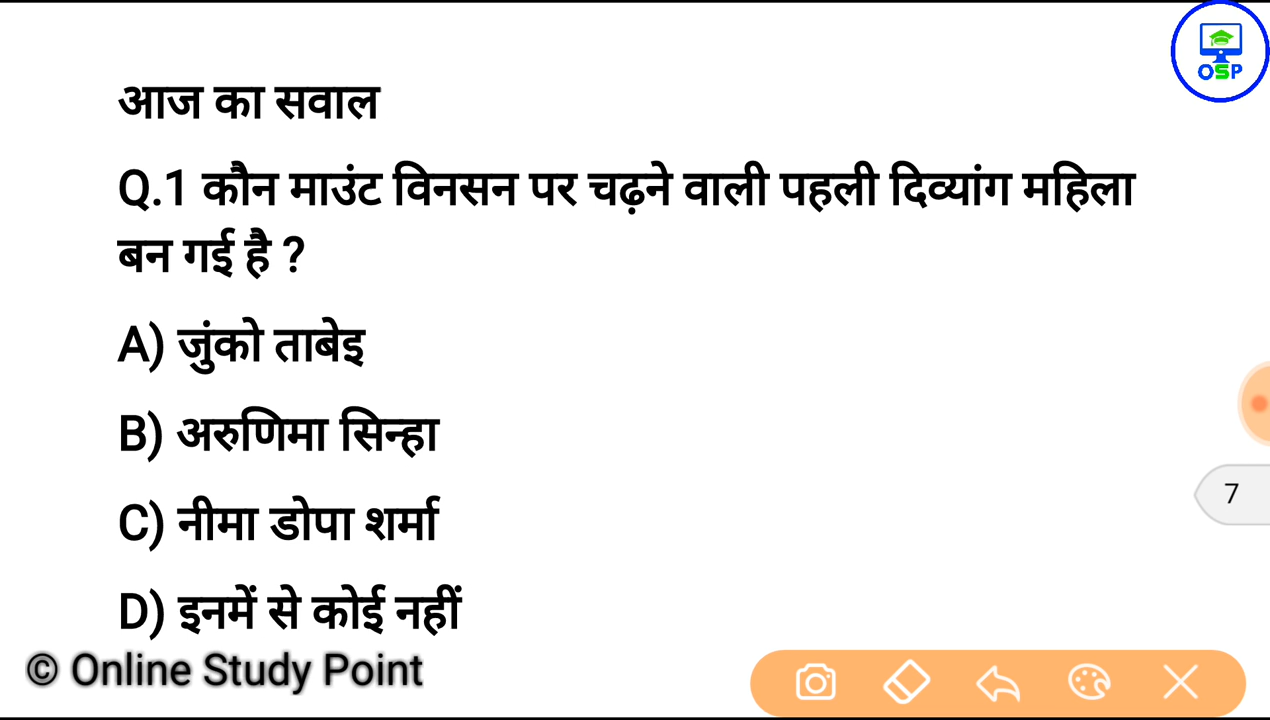 OSP
आज का सवाल
Q.1 कौन माउंट विनसन पर चढ़ने वाली पहली दिव्यांग महिला
बन गई है ?
A) जुंको ताबेइ
B) अरुणिमा सिन्हा
C) नीमा डोपा शर्मा
7
D) इनमें से कोई नहीं
© Online Study Point